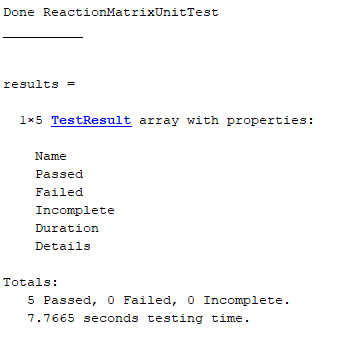 Done ReactionMatrixUnitTest
__________
results =
1×5 TestResult array with properties:
Name
Passed
Failed
Incomplete
Duration
Details
Totals:
5 Passed, 0 Failed, 0 Incomplete.
7.7665 seconds testing time.